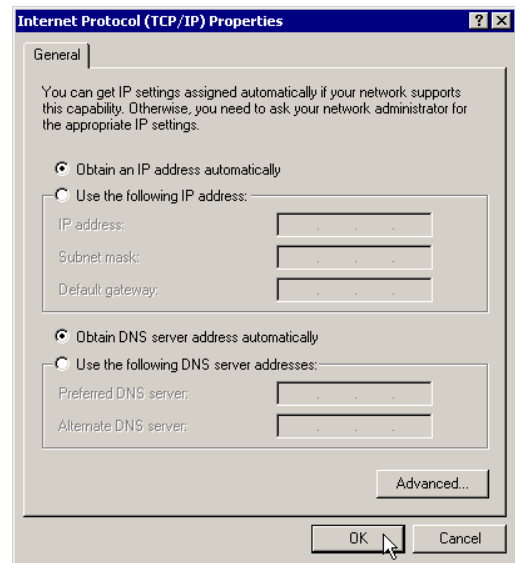 Internet Protocol (TCP/IP) Properties
General
You can get IP settings assigned automatically if your network supports
this capability. Otherwise, you need to ask your network administrator for
the appropriate IP settings.
Obtain an IP address automatically
Use the following IP address:
IP address:
Subnet mask:
Default gateway:
Obtain DNS server address automatically
Use the following DNS server addresses:
Preferred DNS server:
Alternate DNS server:
Advanced...
OK Cancel